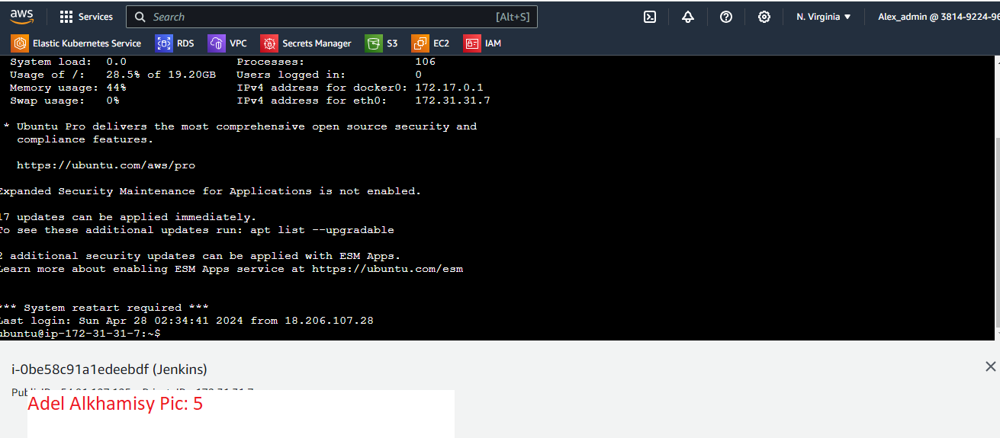 aws Services Search [Alt+S] N. Virginia ▼ Alex_admin @ 3814-9224-96
Elastic Kubernetes Service RDS VPC Secrets Manager S3 EC2 IAM
System load: 0.0 Processes: 106
Usage of /: 28.5% of 19.20GB Users logged in: 0
Memory usage: 44% IPv4 address for docker0: 172.17.0.1
Swap usage: 0% IPv4 address for eth0: 172.31.31.7
* Ubuntu Pro delivers the most comprehensive open source security and
compliance features.
https://ubuntu.com/aws/pro
Expanded Security Maintenance for Applications is not enabled.
17 updates can be applied immediately.
To see these additional updates run: apt list --upgradable
2 additional security updates can be applied with ESM Apps.
Learn more about enabling ESM Apps service at https://ubuntu.com/esm
*** System restart required ***
Last login: Sun Apr 28 02:34:41 2024 from 18.206.107.28
ubuntu@ip-172-31-31-7:~$
i-0be58c91a1edeebdf (Jenkins)
Adel Alkhamisy Pic: 5